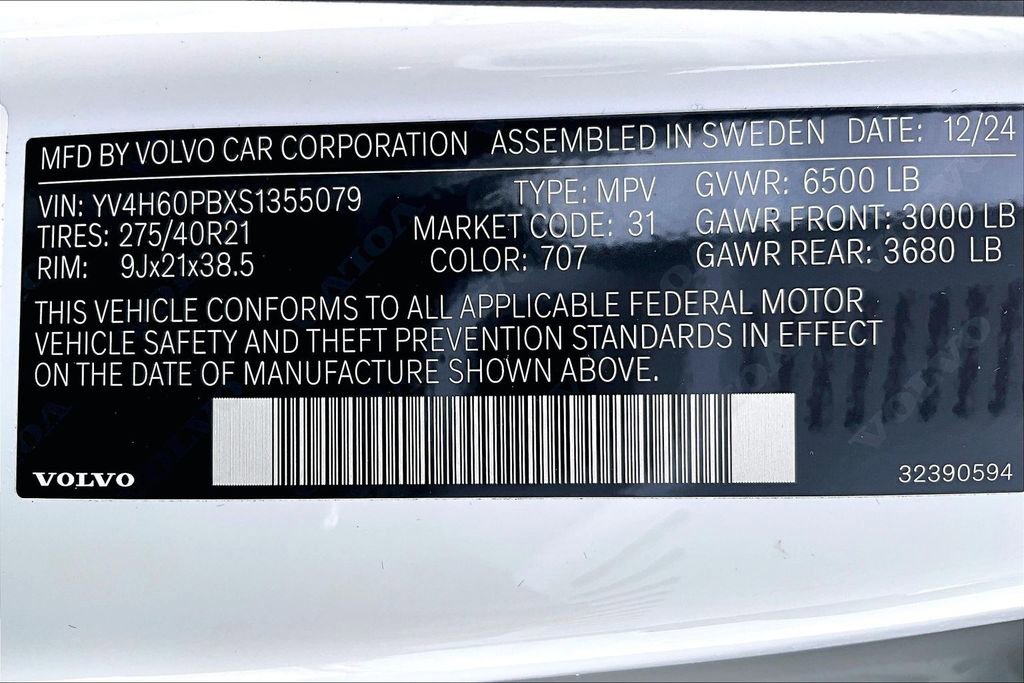 MFD BY VOLVO CAR CORPORATION ASSEMBLED IN SWEDEN DATE: 12/24
VIN: YV4H60PBXS1355079 TYPE: MPV GVWR: 6500 LB
TIRES: 275/40R21 MARKET CODE: 31 GAWR FRONT: 3000 LB
RIM: 9Jx21x38.5 COLOR: 707 GAWR REAR: 3680 LB
THIS VEHICLE CONFORMS TO ALL APPLICABLE FEDERAL MOTOR
VEHICLE SAFETY AND THEFT PREVENTION STANDARDS IN EFFECT
ON THE DATE OF MANUFACTURE SHOWN ABOVE.
VOLVO
32390594